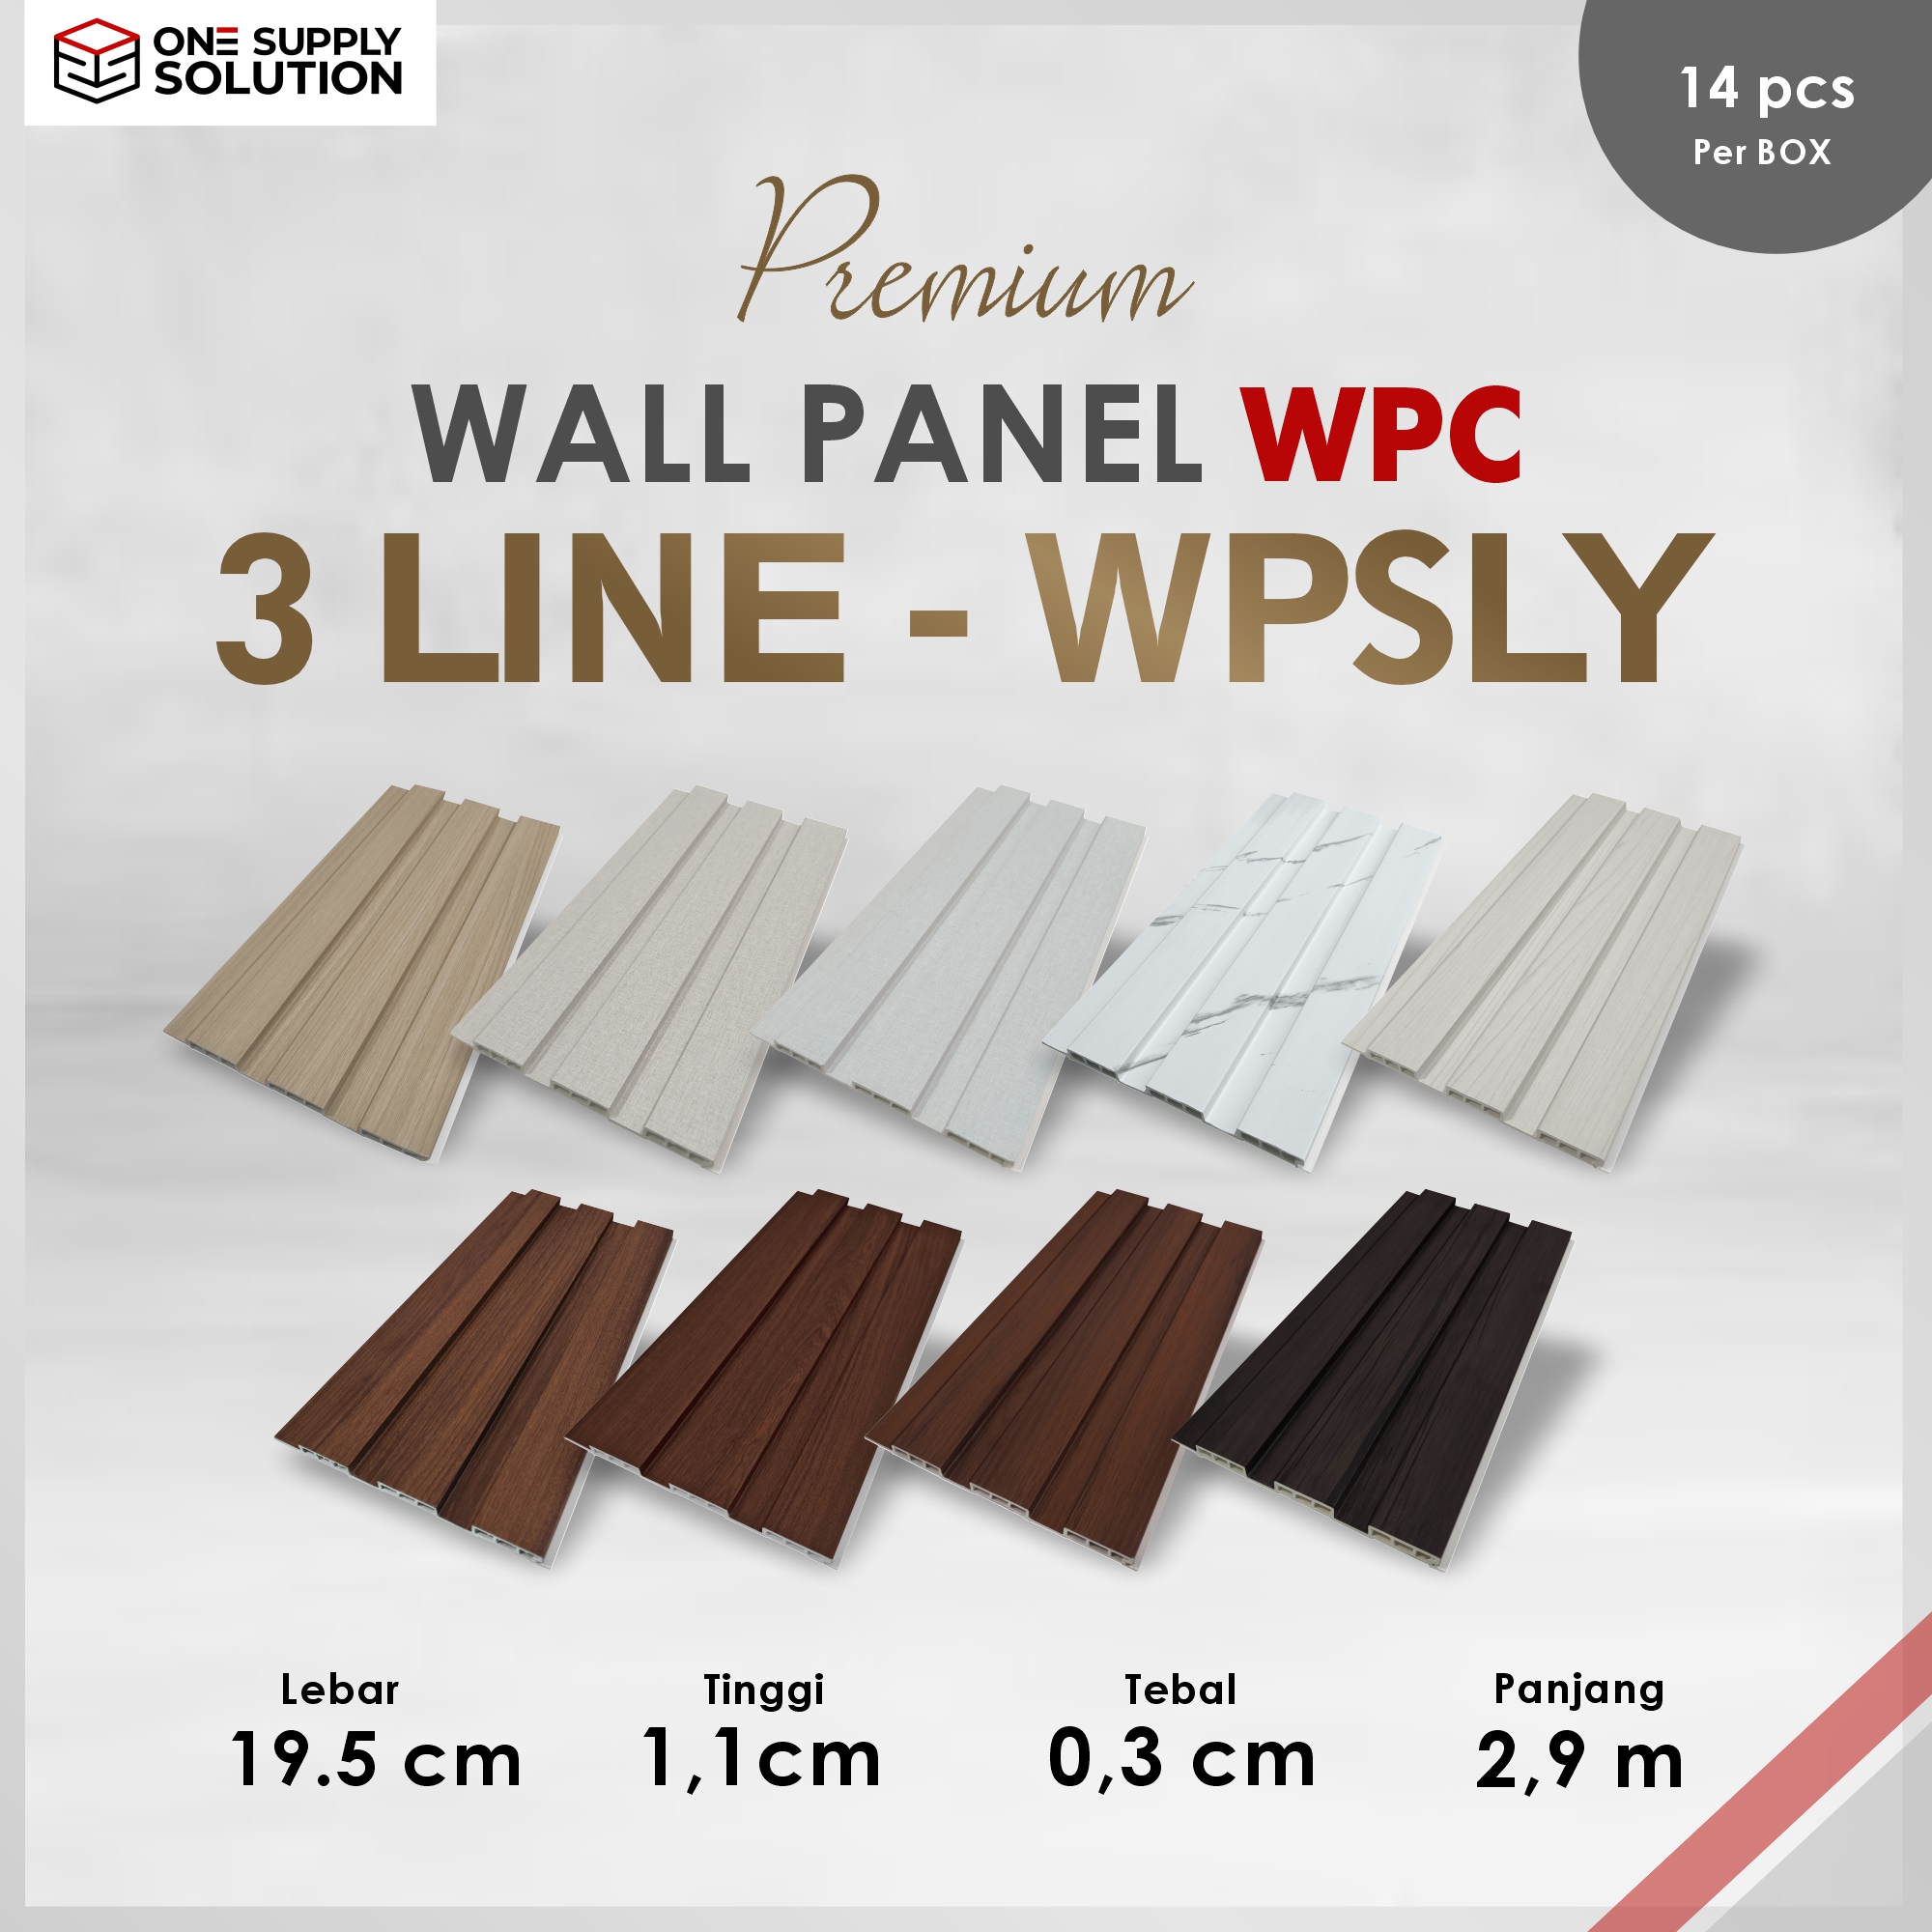 ONE SUPPLY
SOLUTION
14 pcs
Per BOX
Premium
WALL PANEL WPC
3 LINE - WPSLY
Lebar
19.5 cm
Tinggi
1,1cm
Tebal
0,3 cm
Panjang
2,9 m